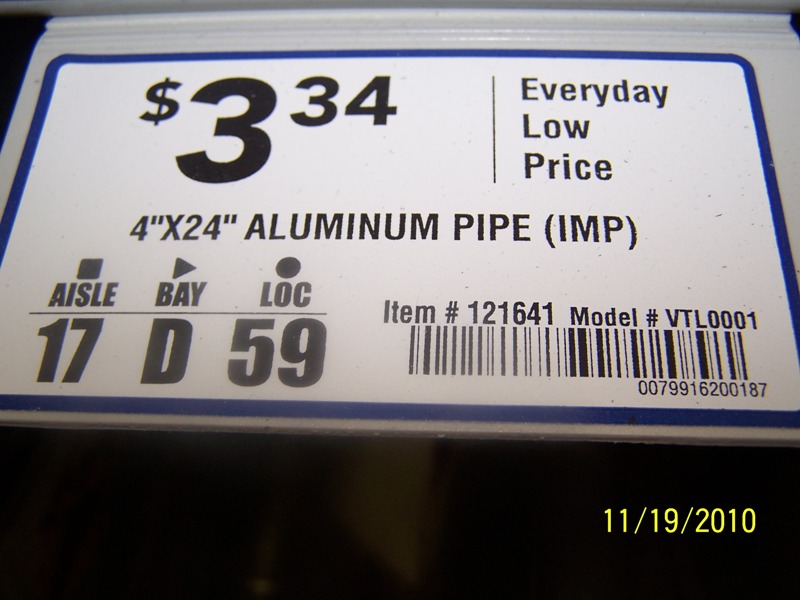 $3 34
Everyday
Low
Price
4"X24" ALUMINUM PIPE (IMP)
AISLE BAY LOC
17 D 59
Item # 121641 Model # VTL0001
0079916200187
11/19/2010